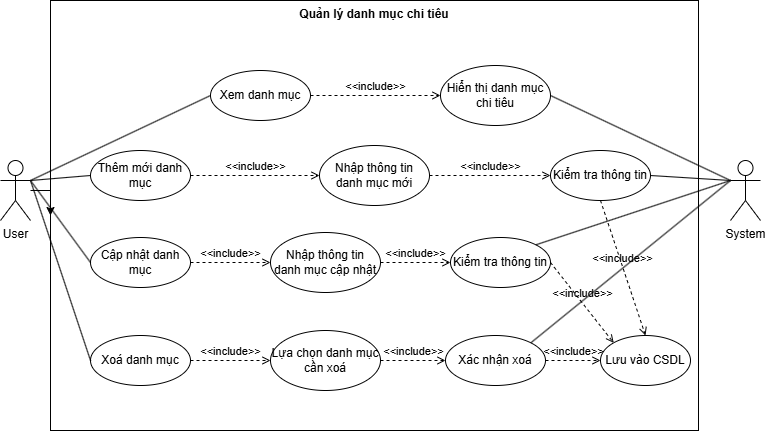 Quản lý danh mục chi tiêu
Xem danh mục
<<include>>
Hiển thị danh mục
chi tiêu
Thêm mới danh
mục
<<include>>
Nhập thông tin
danh mục mới
<<include>>
Kiểm tra thông tin
User
System
Cập nhật danh
mục
<<include>>
Nhập thông tin
danh mục cập nhật
<<include>>
Kiểm tra thông tin
<<include>>
<<include>>
Xoá danh mục
<<include>>
Lựa chọn danh mục
cần xoá
<<include>>
Xác nhận xoá
<<include>>
Lưu vào CSDL